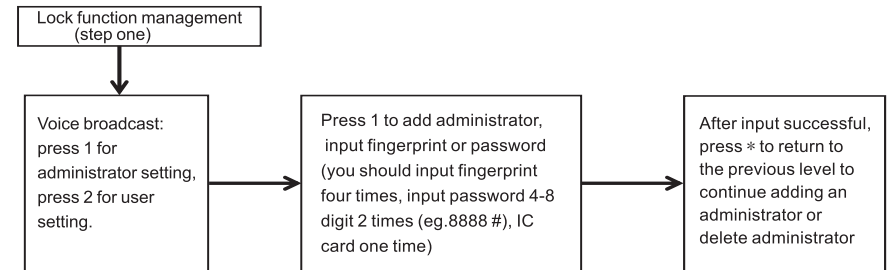 Lock function management
(step one)
Voice broadcast:
press 1 for
administrator setting,
press 2 for user
setting.
Press 1 to add administrator,
input fingerprint or password
(you should input fingerprint
four times, input password 4-8
digit 2 times (eg.8888 #), IC
card one time)
After input successful,
press * to return to
the previous level to
continue adding an
administrator or
delete administrator